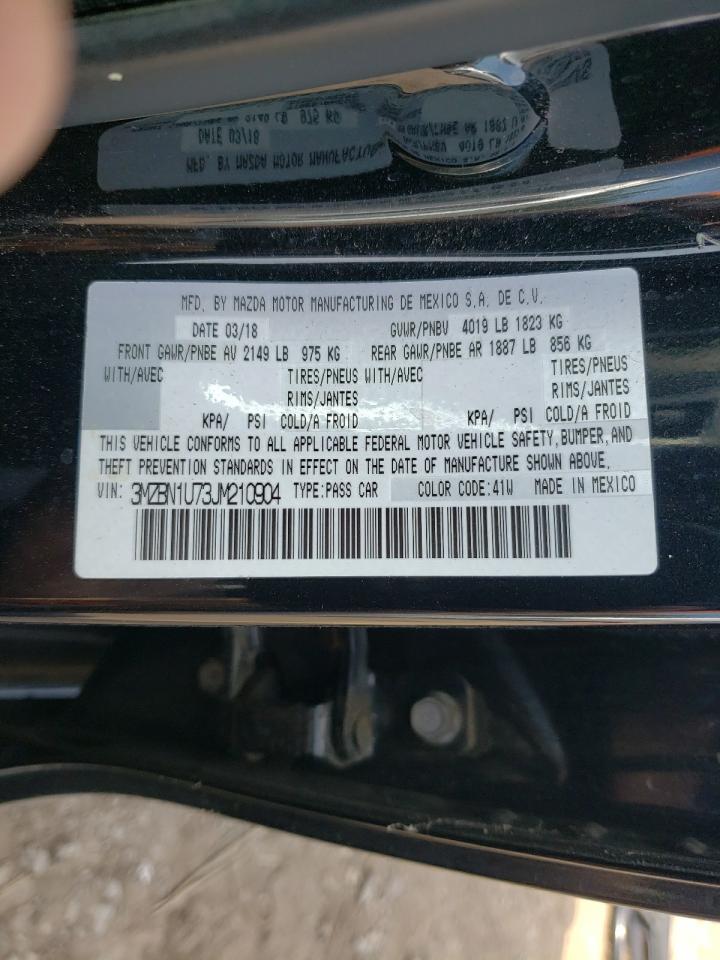 MFD. BY MAZDA MOTOR MANUFACTURING DE MEXICO S.A. DE C.V.
DATE 03/18 GVWR/PNBV 4019 LB 1823 KG
FRONT GAWR/PNBE AV 2149 LB 975 KG REAR GAWR/PNBE AR 1887 LB 856 KG
WITH/AVEC TIRES/PNEUS WITH/AVEC TIRES/PNEUS
RIMS/JANTES RIMS/JANTES
KPA/ PSI COLD/A FROID KPA/ PSI COLD/A FROID
THIS VEHICLE CONFORMS TO ALL APPLICABLE FEDERAL MOTOR VEHICLE SAFETY, BUMPER, AND
THEFT PREVENTION STANDARDS IN EFFECT ON THE DATE OF MANUFACTURE SHOWN ABOVE.
VIN: 3MZBN1U73JM210904 TYPE:PASS CAR COLOR CODE:41W MADE IN MEXICO